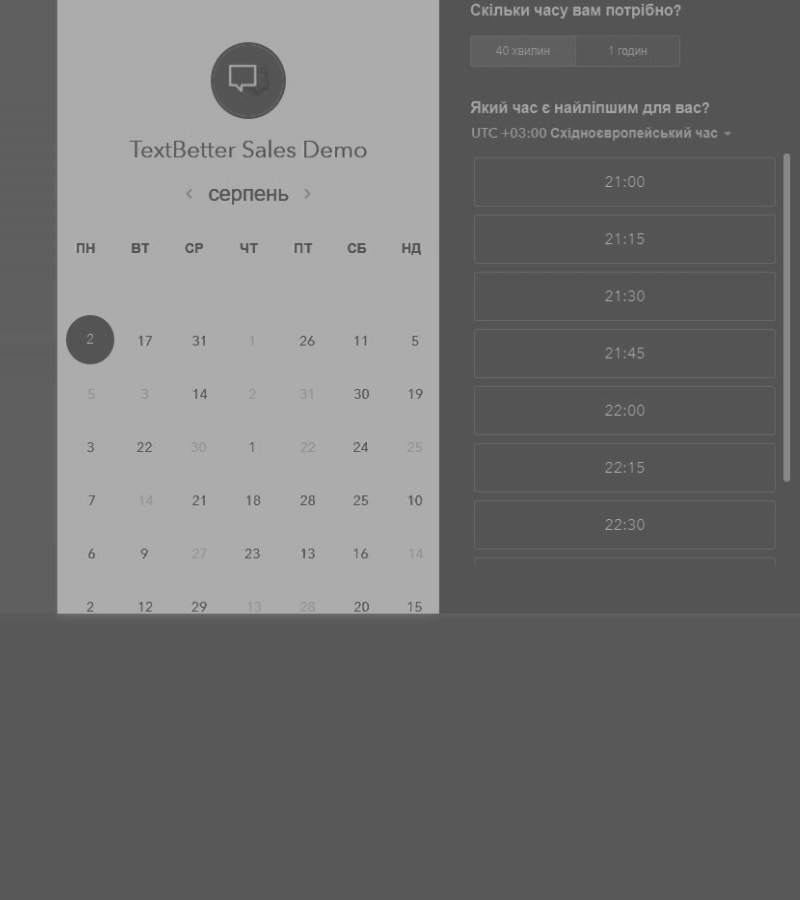 Скільки часу вам потрібно?
40 хвилин 1 годин
TextBetter Sales Demo
серпень
ПН ВТ СР ЧТ ПТ СБ НД
2 17 31 1 26 11 5
5 3 14 2 31 30 19
3 22 30 1 22 24 25
7 14 21 18 28 25 10
6 9 27 23 13 16 14
2 12 29 13 28 20 15
Який час є найліпшим для вас?
UTC +03:00 Східноєвропейський час
21:00
21:15
21:30
21:45
22:00
22:15
22:30